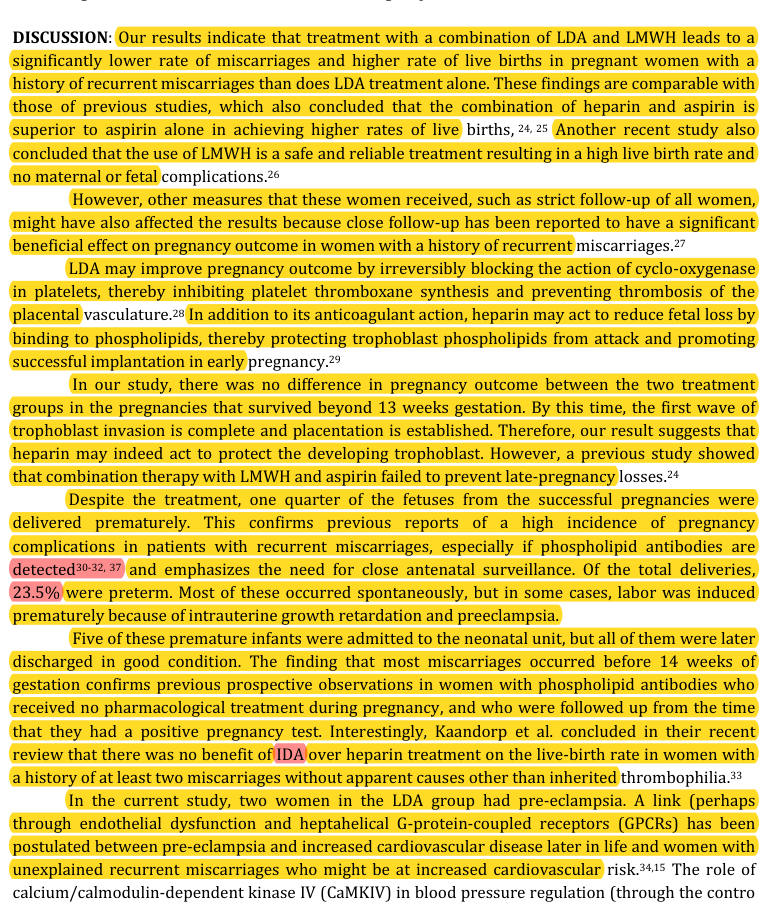 DISCUSSION: Our results indicate that treatment with a combination of LDA and LMWH leads to a
significantly lower rate of miscarriages and higher rate of live births in pregnant women with a
history of recurrent miscarriages than does LDA treatment alone. These findings are comparable with
those of previous studies, which also concluded that the combination of heparin and aspirin is
superior to aspirin alone in achieving higher rates of live births, 24, 25 Another recent study also
concluded that the use of LMWH is a safe and reliable treatment resulting in a high live birth rate and
no maternal or fetal complications.26
However, other measures that these women received, such as strict follow-up of all women,
might have also affected the results because close follow-up has been reported to have a significant
beneficial effect on pregnancy outcome in women with a history of recurrent miscarriages.27
LDA may improve pregnancy outcome by irreversibly blocking the action of cyclo-oxygenase
in platelets, thereby inhibiting platelet thromboxane synthesis and preventing thrombosis of the
placental vasculature.28 In addition to its anticoagulant action, heparin may act to reduce fetal loss by
binding to phospholipids, thereby protecting trophoblast phospholipids from attack and promoting
successful implantation in early pregnancy.29
In our study, there was no difference in pregnancy outcome between the two treatment
groups in the pregnancies that survived beyond 13 weeks gestation. By this time, the first wave of
trophoblast invasion is complete and placentation is established. Therefore, our result suggests that
heparin may indeed act to protect the developing trophoblast. However, a previous study showed
that combination therapy with LMWH and aspirin failed to prevent late-pregnancy losses.24
Despite the treatment, one quarter of the fetuses from the successful pregnancies were
delivered prematurely. This confirms previous reports of a high incidence of pregnancy
complications in patients with recurrent miscarriages, especially if phospholipid antibodies are
detected30-32, 37 and emphasizes the need for close antenatal surveillance. Of the total deliveries,
23.5% were preterm. Most of these occurred spontaneously, but in some cases, labor was induced
prematurely because of intrauterine growth retardation and preeclampsia.
Five of these premature infants were admitted to the neonatal unit, but all of them were later
discharged in good condition. The finding that most miscarriages occurred before 14 weeks of
gestation confirms previous prospective observations in women with phospholipid antibodies who
received no pharmacological treatment during pregnancy, and who were followed up from the time
that they had a positive pregnancy test. Interestingly, Kaandorp et al. concluded in their recent
review that there was no benefit of IDA over heparin treatment on the live-birth rate in women with
a history of at least two miscarriages without apparent causes other than inherited thrombophilia.33
In the current study, two women in the LDA group had pre-eclampsia. A link (perhaps
through endothelial dysfunction and heptahelical G-protein-coupled receptors (GPCRs) has been
postulated between pre-eclampsia and increased cardiovascular disease later in life and women with
unexplained recurrent miscarriages who might be at increased cardiovascular risk.34,15 The role of
calcium/calmodulin-dependent kinase IV (CaMKIV) in blood pressure regulation (through the contro